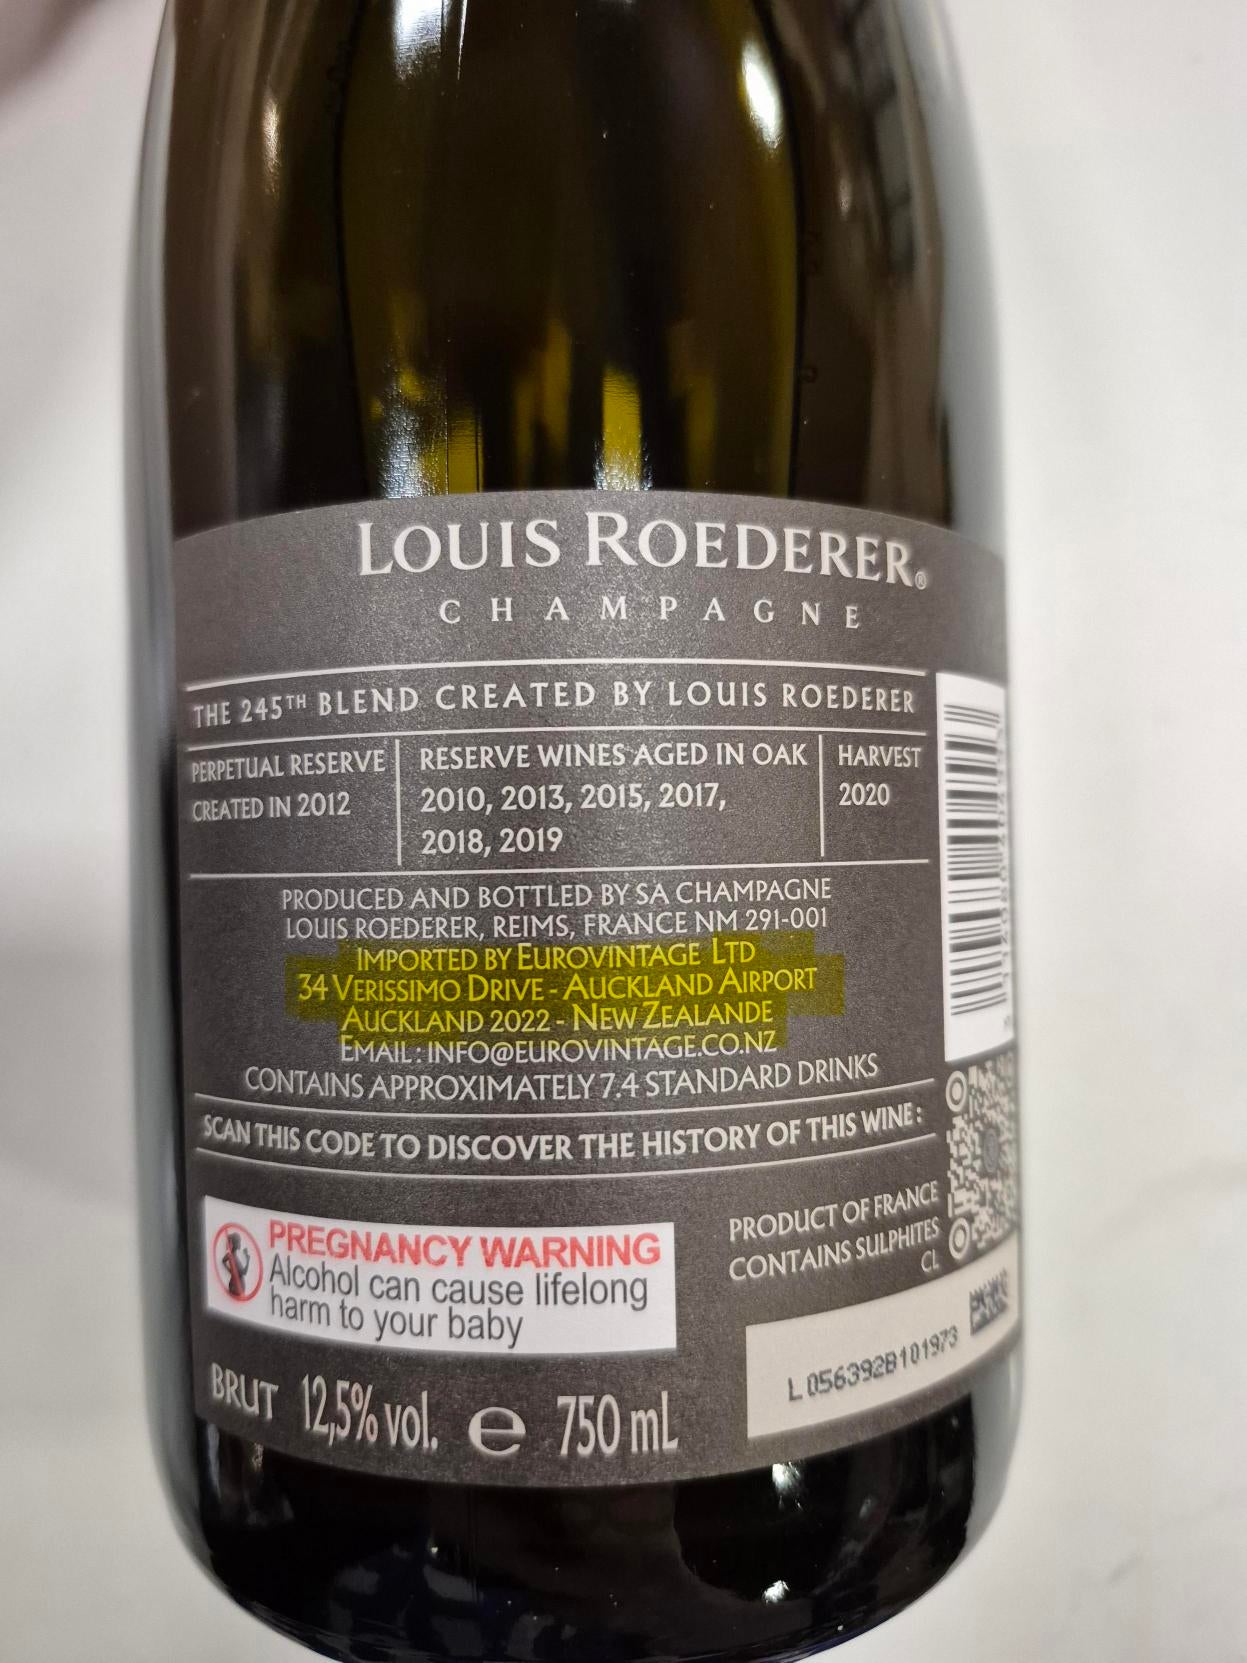 LOUIS ROEDERER®
CHAMPAGNE
THE 245TH BLEND CREATED BY LOUIS ROEDERER
PERPETUAL RESERVE
CREATED IN 2012
RESERVE WINES AGED IN OAK
2010, 2013, 2015, 2017,
2018, 2019
HARVEST
2020
PRODUCED AND BOTTLED BY SA CHAMPAGNE
LOUIS ROEDERER, REIMS, FRANCE NM 291-001
IMPORTED BY EUROVINTAGE LTD
34 VERISSIMO DRIVE - AUCKLAND AIRPORT
AUCKLAND 2022 - NEW ZEALANDE
EMAIL : INFO@EUROVINTAGE.CO.NZ
CONTAINS APPROXIMATELY 7.4 STANDARD DRINKS
SCAN THIS CODE TO DISCOVER THE HISTORY OF THIS WINE :
PREGNANCY WARNING
Alcohol can cause lifelong
harm to your baby
PRODUCT OF FRANCE
CONTAINS SULPHITES
CL
L 056392B101973
BRUT 12,5% vol. e 750 mL